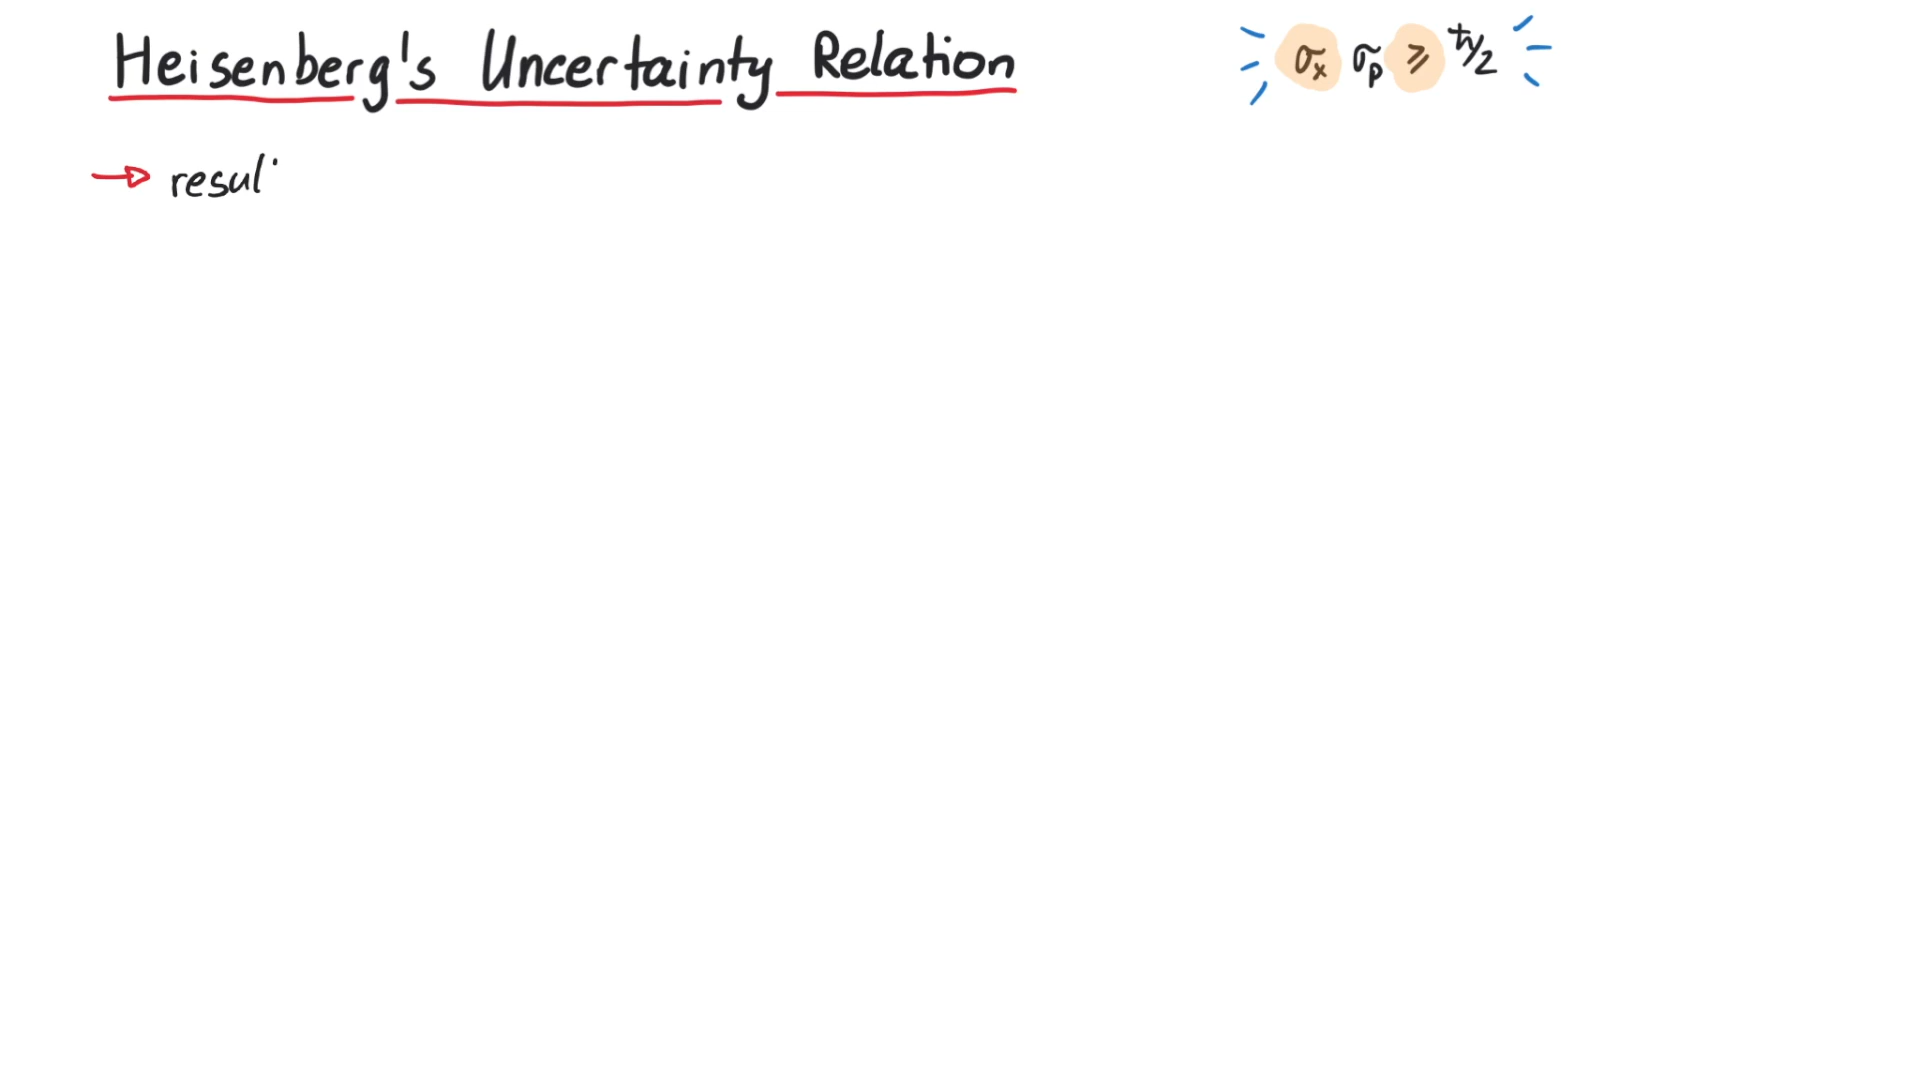 Heisenberg's Uncertainty Relation
σₓ σₚ ⩾ ħ/2
→ resul